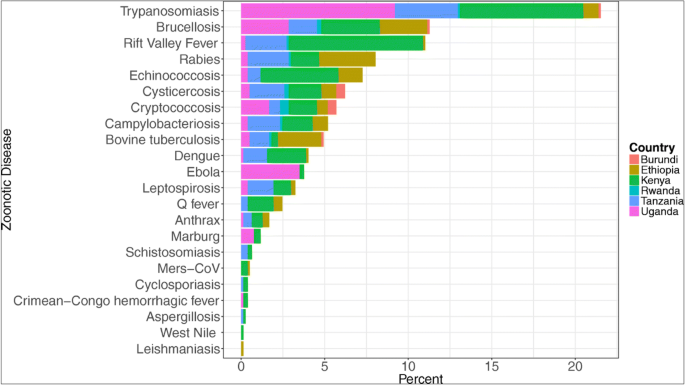 Zoonotic Disease
Trypanosomiasis
Brucellosis
Rift Valley Fever
Rabies
Echinococcosis
Cysticercosis
Cryptococcosis
Campylobacteriosis
Bovine tuberculosis
Dengue
Ebola
Leptospirosis
Q fever
Anthrax
Marburg
Schistosomiasis
Mers−CoV
Cyclosporiasis
Crimean−Congo hemorrhagic fever
Aspergillosis
West Nile
Leishmaniasis
0 5 10 15 20
Percent
Country
Burundi
Ethiopia
Kenya
Rwanda
Tanzania
Uganda